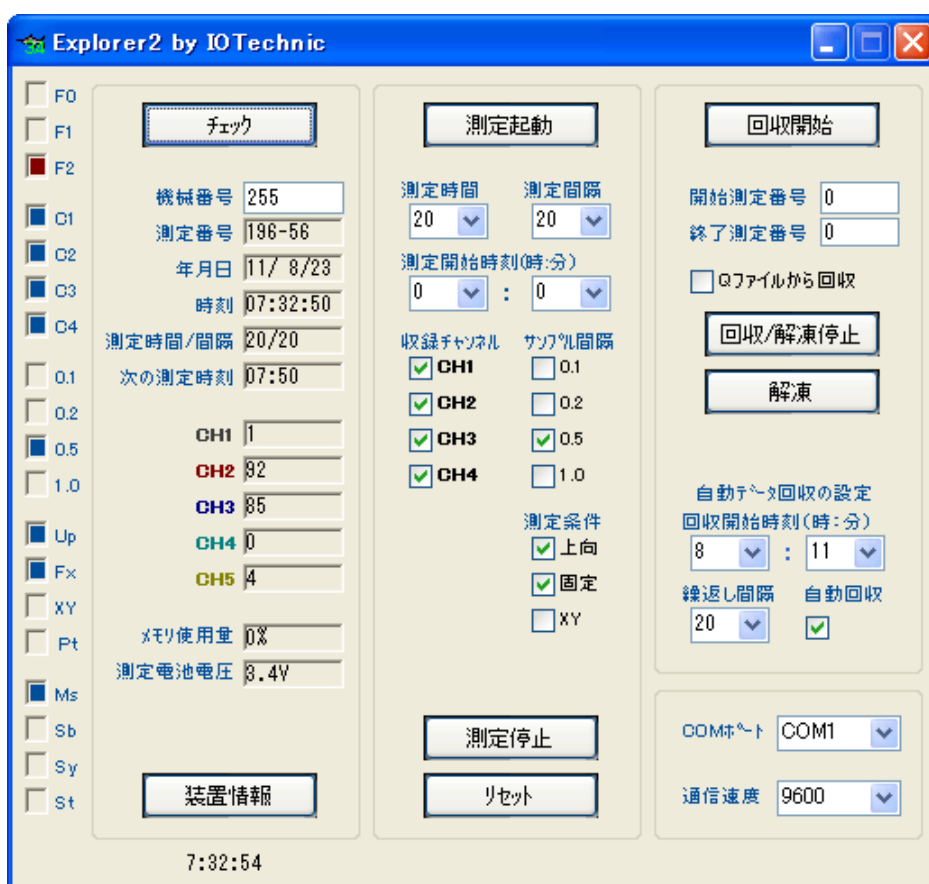 Explorer2 by IOTechnic
F0
F1
F2
C1
C2
C3
C4
0.1
0.2
0.5
1.0
Up
Fx
XY
Pt
Ms
Sb
Sy
St
チェック
機械番号 255
測定番号 196-56
年月日 11/ 8/23
時刻 07:32:50
測定時間/間隔 20/20
次の測定時刻 07:50
CH1 1
CH2 92
CH3 85
CH4 0
CH5 4
メモリ使用量 0%
測定電池電圧 3.4V
装置情報
7:32:54
測定起動
測定時間 測定間隔
20 20
測定開始時刻(時:分)
0 : 0
収録チャンネル サンプル間隔
CH1 0.1
CH2 0.2
CH3 0.5
CH4 1.0
測定条件
上向
固定
XY
測定停止
リセット
回収開始
開始測定番号 0
終了測定番号 0
Qファイルから回収
回収/解凍停止
解凍
自動データ回収の設定
回収開始時刻(時:分)
8 : 11
繰返し間隔 自動回収
20
COMポート COM1
通信速度 9600